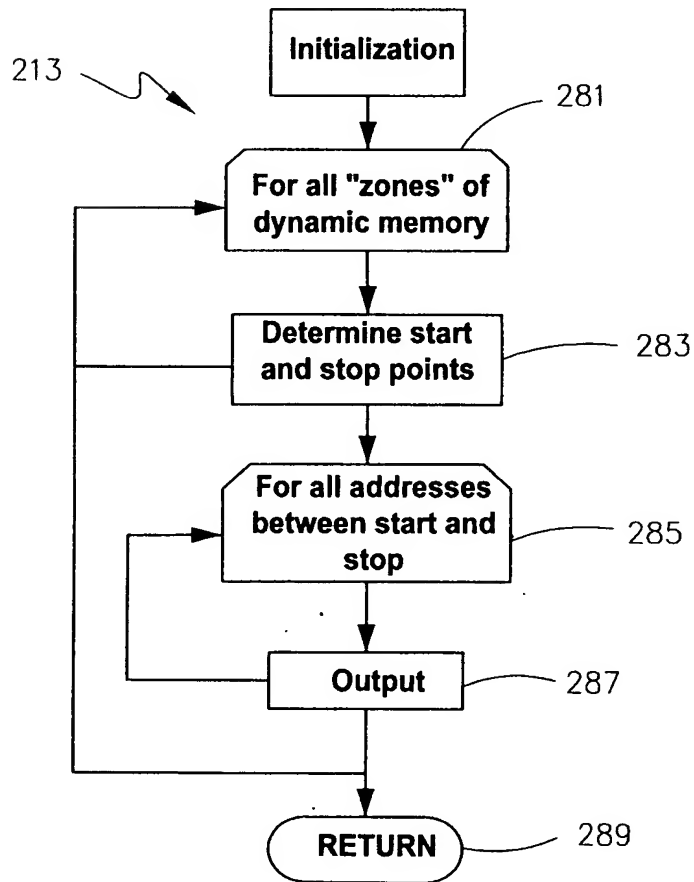 Initialization
213
281
For all "zones" of
dynamic memory
Determine start
and stop points
283
For all addresses
between start and
stop
285
Output
287
RETURN
289